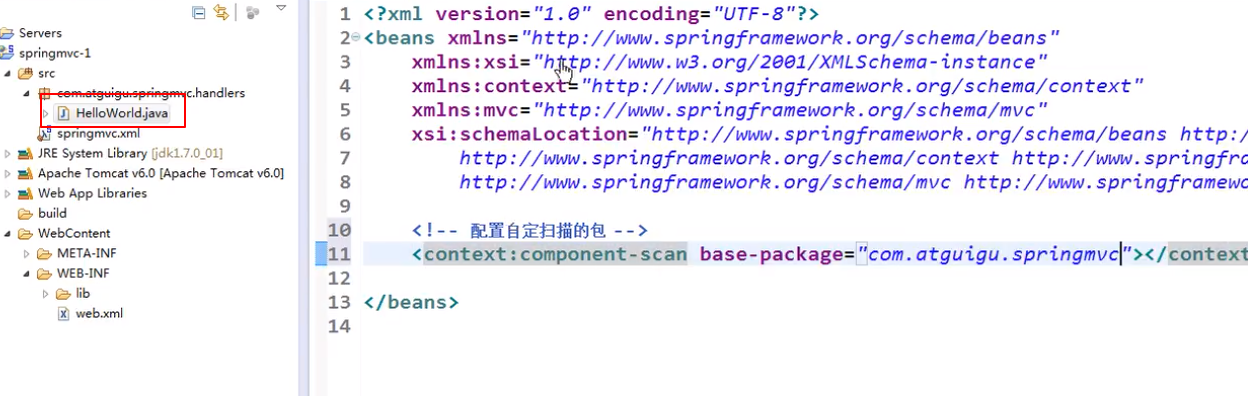 Servers
springmvc-1
src
com.atguigu.springmvc.handlers
HelloWorld.java
springmvc.xml
JRE System Library [jdk1.7.0_01]
Apache Tomcat v6.0 [Apache Tomcat v6.0]
Web App Libraries
build
WebContent
META-INF
WEB-INF
lib
web.xml
1 <?xml version="1.0" encoding="UTF-8"?>
2 <beans xmlns="http://www.springframework.org/schema/beans"
3 xmlns:xsi="http://www.w3.org/2001/XMLSchema-instance"
4 xmlns:context="http://www.springframework.org/schema/context"
5 xmlns:mvc="http://www.springframework.org/schema/mvc"
6 xsi:schemaLocation="http://www.springframework.org/schema/beans http:/
7 http://www.springframework.org/schema/context http://www.springframe
8 http://www.springframework.org/schema/mvc http://www.springframewo
9
10 <!-- 配置自定扫描的包 -->
11 <context:component-scan base-package="com.atguigu.springmvc"></context
12
13 </beans>
14